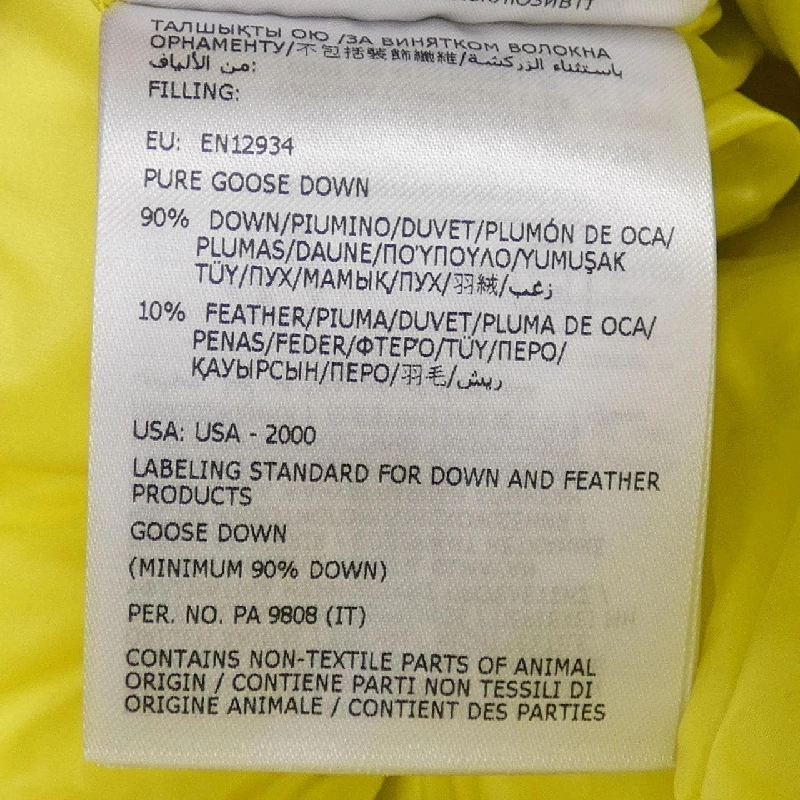 ТАЛШЫҚТЫ ОЮ /ЗА ВИНЯТКОМ ВОЛОКНА
ОРНАМЕНТУ/不包括裝飾纖維/باستثناء الزركشة
من الألياف:
FILLING:
EU: EN12934
PURE GOOSE DOWN
90% DOWN/PIUMINO/DUVET/PLUMÓN DE OCA/
PLUMAS/DAUNE/ΠΟΎΠΟΥΛΟ/YUMUŞAK
TÜY/ПУХ/МАМЫҚ/ПУХ/羽絨/زغب
10% FEATHER/PIUMA/DUVET/PLUMA DE OCA/
PENAS/FEDER/ΦΤΕΡΌ/TÜY/ПЕРО/
ҚАУЫРСЫН/ПЕРО/羽毛/ريش
USA: USA - 2000
LABELING STANDARD FOR DOWN AND FEATHER
PRODUCTS
GOOSE DOWN
(MINIMUM 90% DOWN)
PER. NO. PA 9808 (IT)
CONTAINS NON-TEXTILE PARTS OF ANIMAL
ORIGIN / CONTIENE PARTI NON TESSILI DI
ORIGINE ANIMALE / CONTIENT DES PARTIES